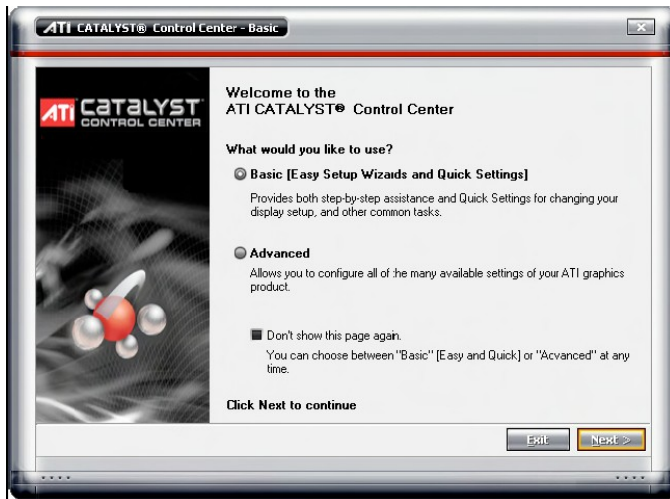 ATI CATALYST® Control Center - Basic
ATI CATALYST
CONTROL CENTER
Welcome to the
ATI CATALYST® Control Center
What would you like to use?
Basic [Easy Setup Wizards and Quick Settings]
Provides both step-by-step assistance and Quick Settings for changing your
display setup, and other common tasks.
Advanced
Allows you to configure all of the many available settings of your ATI graphics
product.
Don't show this page again.
You can choose between "Basic" [Easy and Quick] or "Advanced" at any
time.
Click Next to continue
Exit
Next >